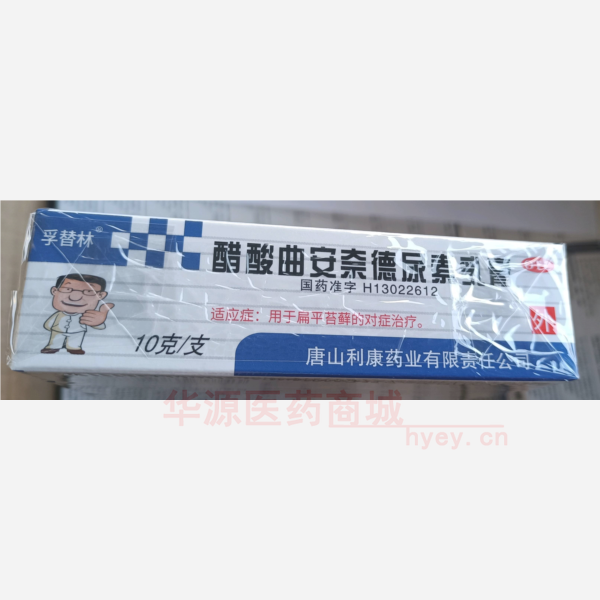 孚替林®
醋酸曲安奈德尿素乳膏
国药准字 H13022612
适应症：用于扁平苔藓的对症治疗。
外
10克/支
唐山利康药业有限责任公司
华源医药商城
hyey.cn